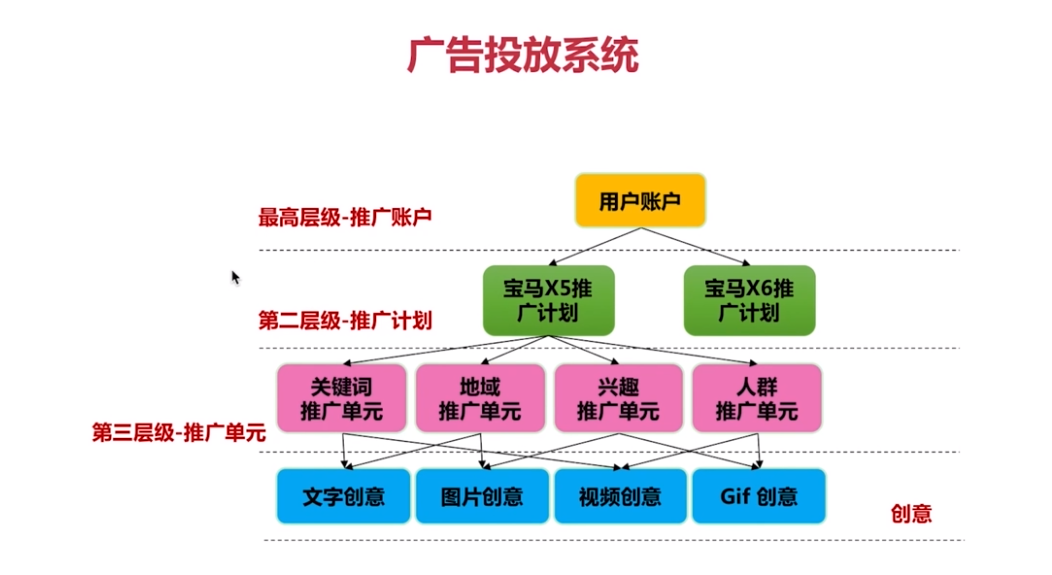 广告投放系统
用户账户
最高层级-推广账户
宝马X5推
广计划
宝马X6推
广计划
第二层级-推广计划
关键词
推广单元
地域
推广单元
兴趣
推广单元
人群
推广单元
第三层级-推广单元
文字创意
图片创意
视频创意
Gif 创意
创意